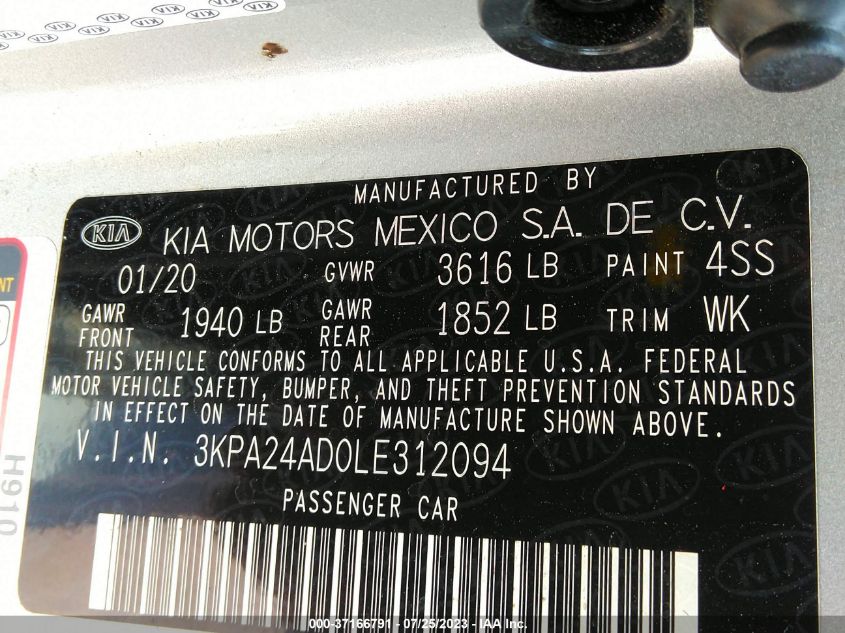 MANUFACTURED BY
KIA KIA MOTORS MEXICO S.A. DE C.V.
01/20 GVWR 3616 LB PAINT 4SS
GAWR FRONT 1940 LB GAWR REAR 1852 LB TRIM WK
THIS VEHICLE CONFORMS TO ALL APPLICABLE U.S.A. FEDERAL
MOTOR VEHICLE SAFETY, BUMPER, AND THEFT PREVENTION STANDARDS
IN EFFECT ON THE DATE OF MANUFACTURE SHOWN ABOVE.
V.I.N. 3KPA24AD0LE312094
PASSENGER CAR
H910
000-37166791 - 07/25/2023 - IAA Inc.